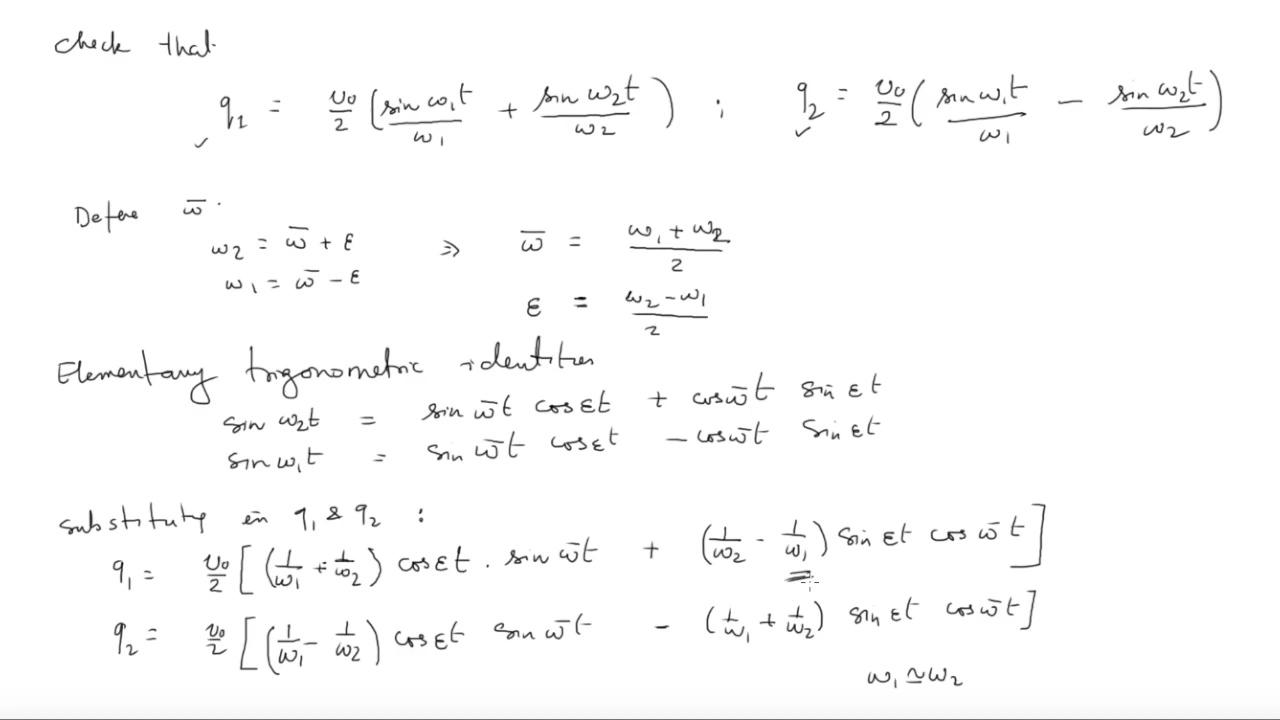 check that
q₁ = v₀/2 (sin ω₁t/ω₁ + sin ω₂t/ω₂) ; q₂ = v₀/2 (sin ω₁t/ω₁ − sin ω₂t/ω₂)
Define ω̄ .
ω₂ = ω̄ + ε ⇒ ω̄ = (ω₁ + ω₂)/2
ω₁ = ω̄ − ε
ε = (ω₂ − ω₁)/2
Elementary trigonometric identities
sin ω₂t = sin ω̄t cos εt + cos ω̄t sin εt
sin ω₁t = sin ω̄t cos εt − cos ω̄t sin εt
substituting in q₁ & q₂ :
q₁ = v₀/2 [(1/ω₁ + 1/ω₂) cos εt . sin ω̄t + (1/ω₂ − 1/ω₁) sin εt cos ω̄t]
q₂ = v₀/2 [(1/ω₁ − 1/ω₂) cos εt sin ω̄t − (1/ω₁ + 1/ω₂) sin εt cos ω̄t]
ω₁ ≃ ω₂